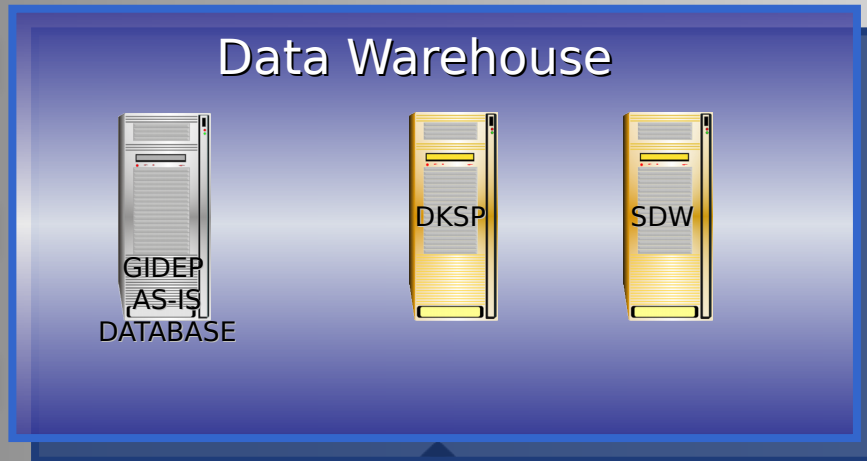 Data Warehouse
GIDEP
AS-IS
DATABASE
DKSP
SDW